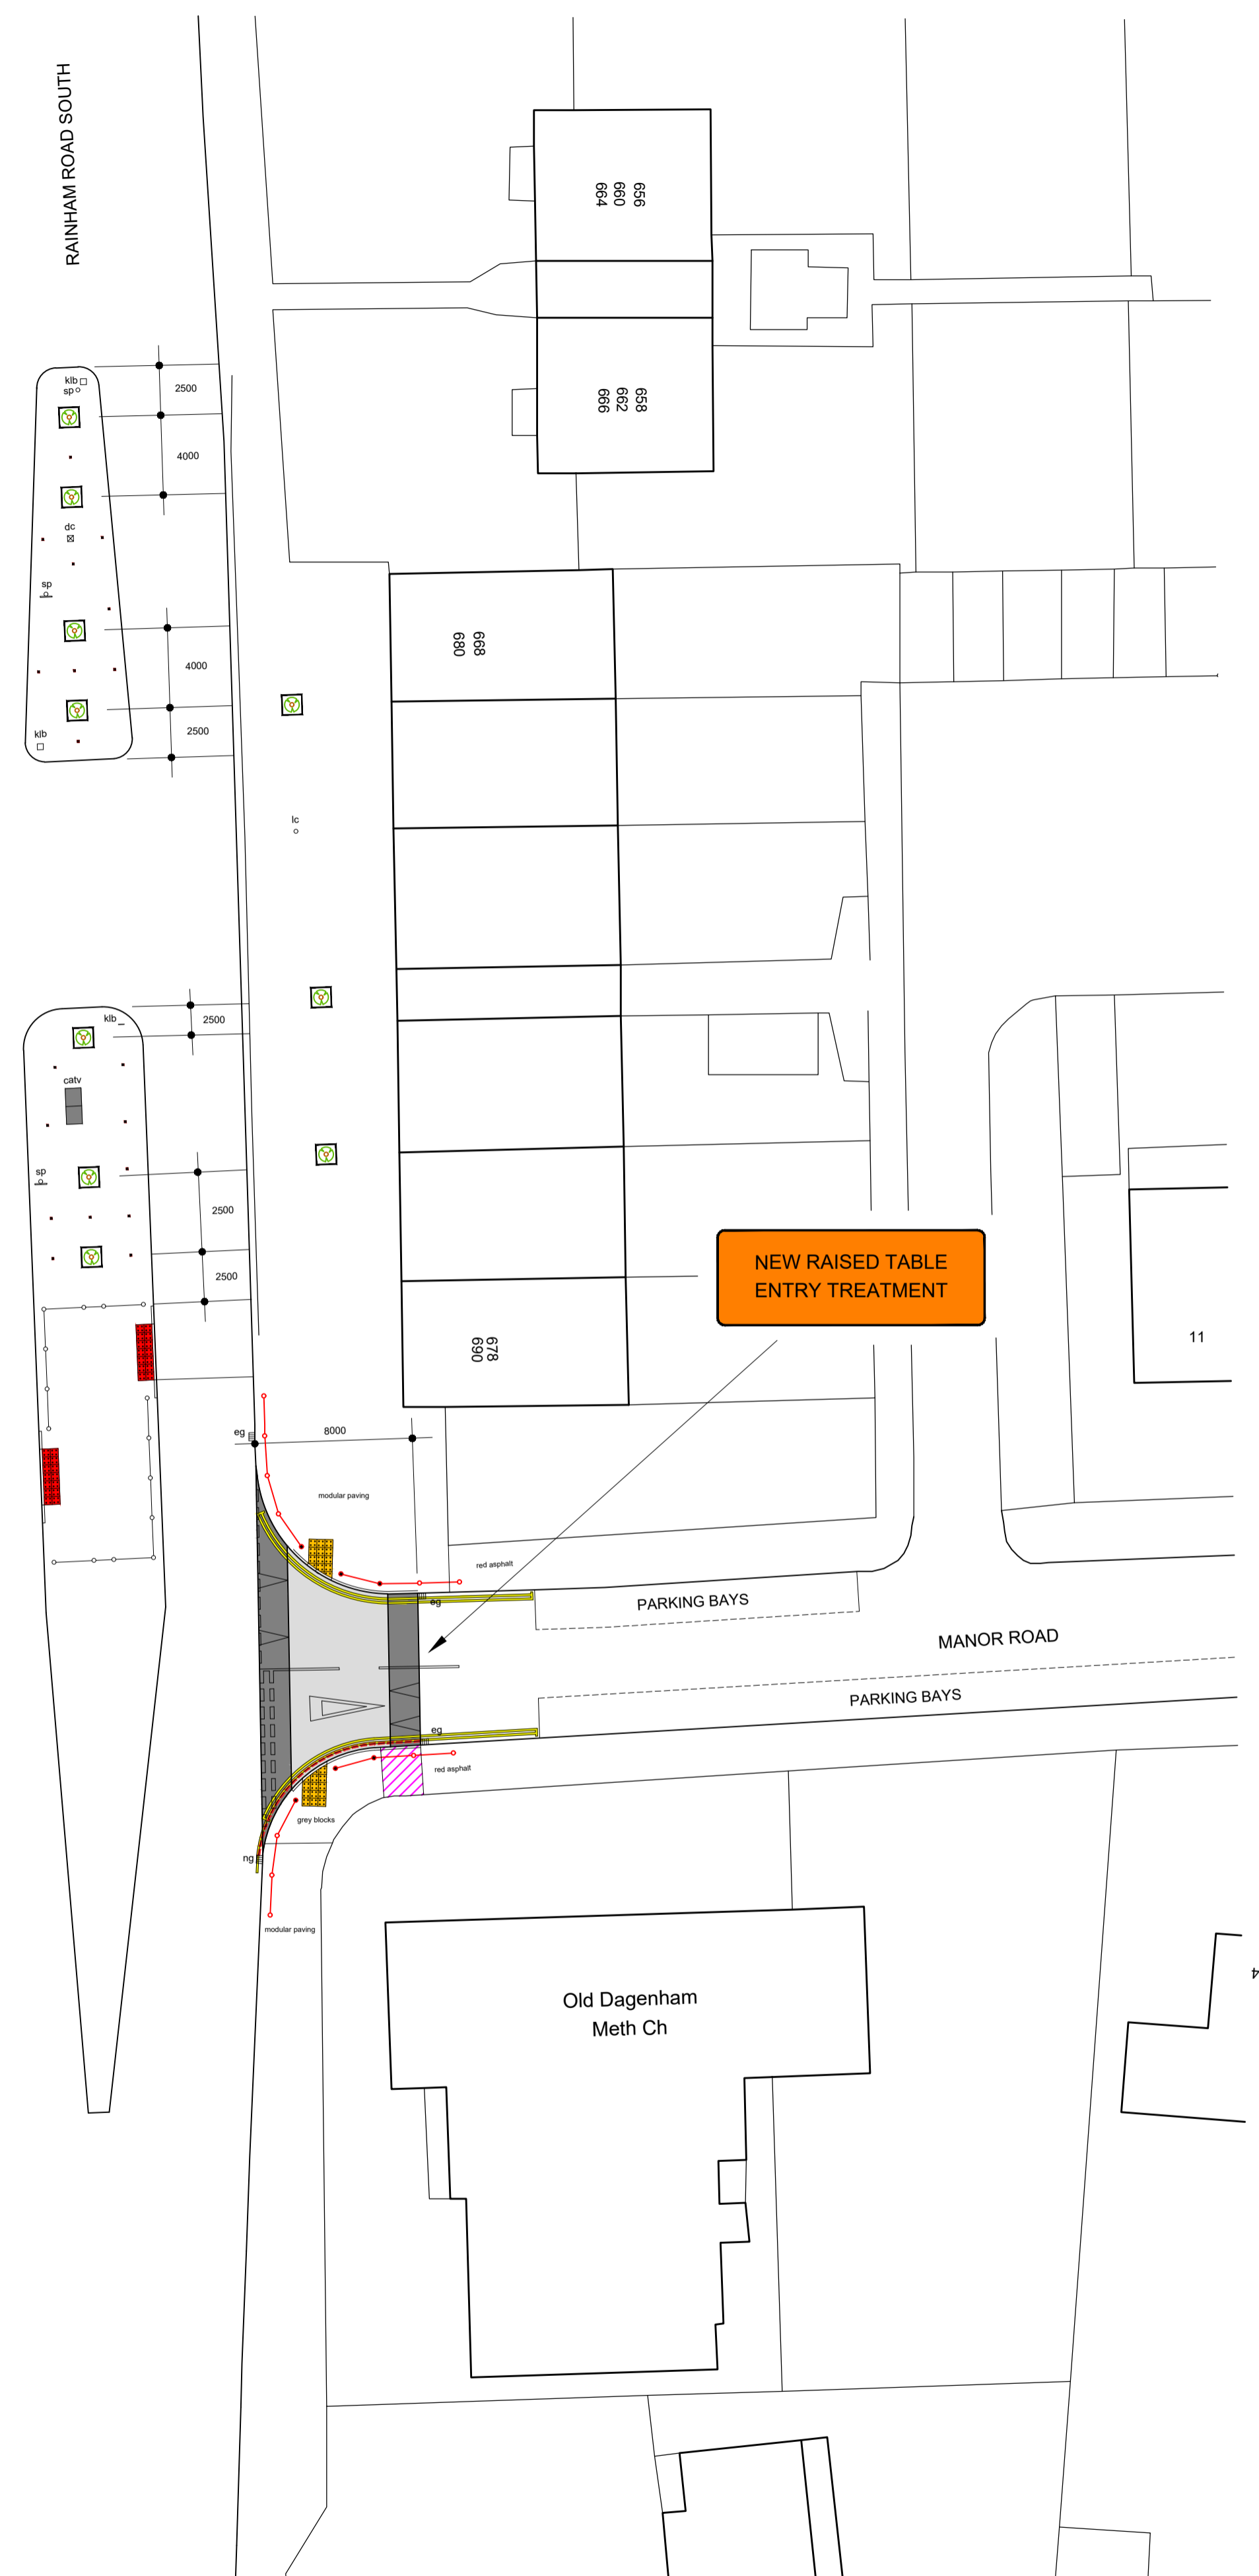 RAINHAM ROAD SOUTH
656
660
664
658
662
666
klb
sp
2500
4000
dc
sp
4000
2500
klb
668
680
lc
klb
2500
catv
sp
2500
2500
NEW RAISED TABLE
ENTRY TREATMENT
11
678
690
eg
8000
modular paving
red asphalt
eg
PARKING BAYS
MANOR ROAD
PARKING BAYS
eg
red asphalt
grey blocks
ng
modular paving
Old Dagenham
Meth Ch
4